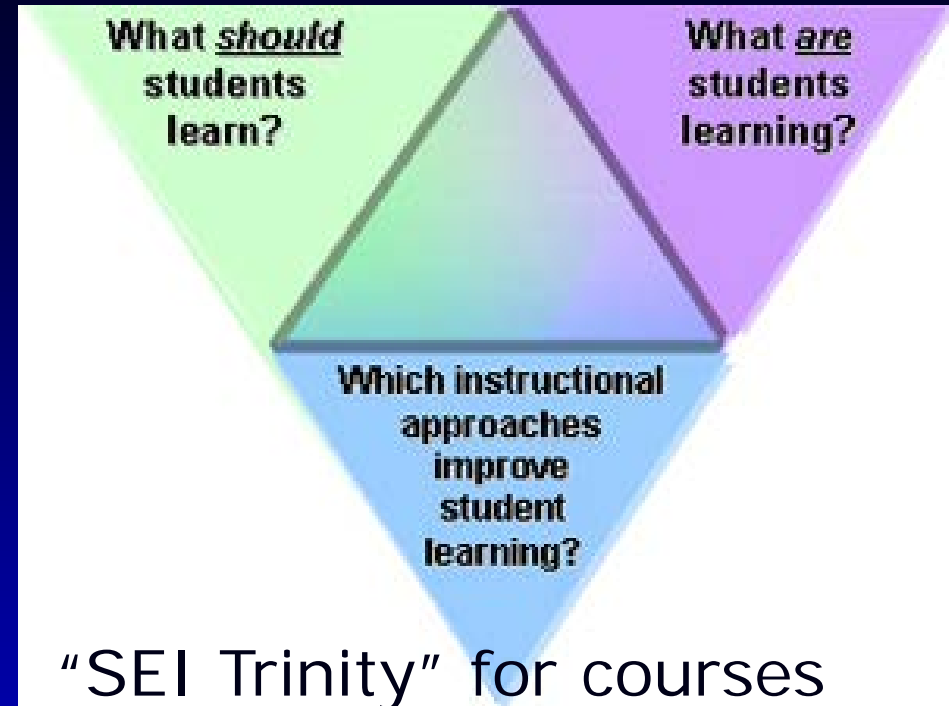 What should
students
learn?
What are
students
learning?
Which instructional
approaches
improve
student
learning?
"SEI Trinity" for courses